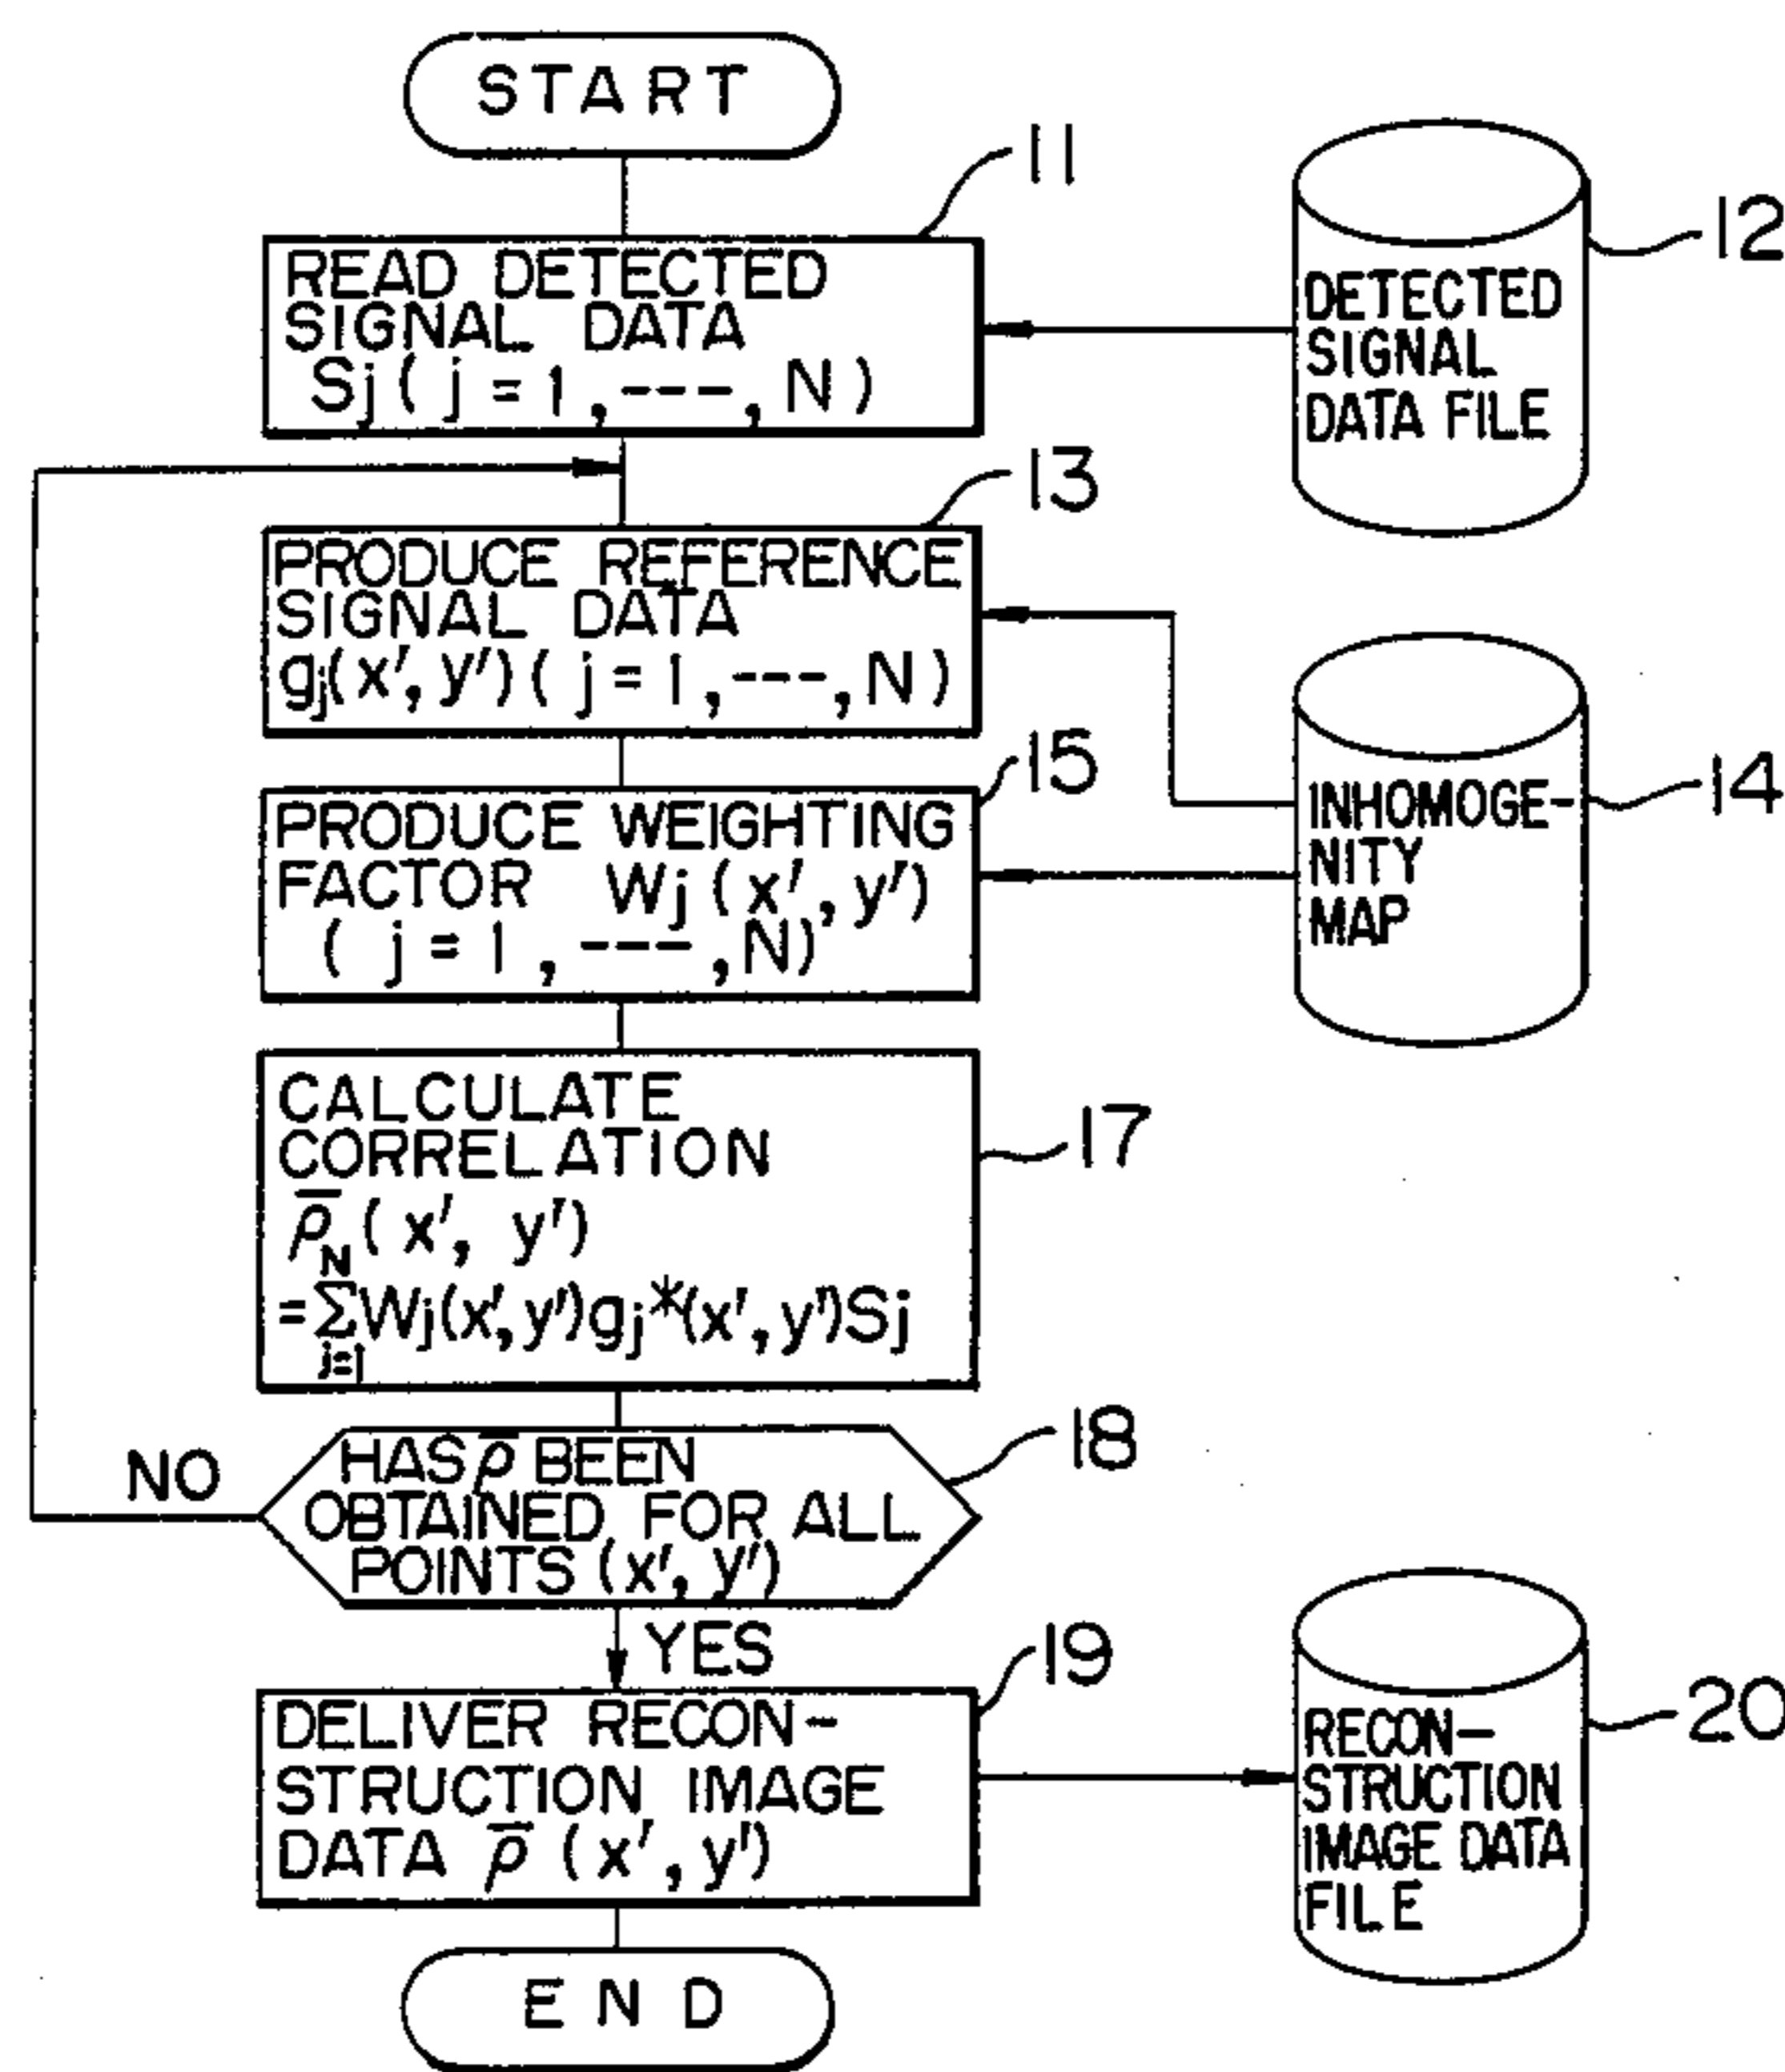 START
11
READ DETECTED
SIGNAL DATA
Sj( j = 1 , ---, N )
12
DETECTED
SIGNAL
DATA FILE
13
PRODUCE REFERENCE
SIGNAL DATA
gj(x', y') ( j = 1 , ---, N )
14
INHOMOGE-
NITY
MAP
15
PRODUCE WEIGHTING
FACTOR Wj (x', y')
( j = 1 , ---, N)
17
CALCULATE
CORRELATION
ρ̅ ( x', y')
N
=ΣWj(x',y')gj*(x',y')Sj
j=1
18
HAS ρ̅ BEEN
OBTAINED FOR ALL
POINTS (x', y')
NO
YES
19
DELIVER RECON-
STRUCTION IMAGE
DATA ρ̅ (x', y')
20
RECON-
STRUCTION
IMAGE DATA
FILE
END